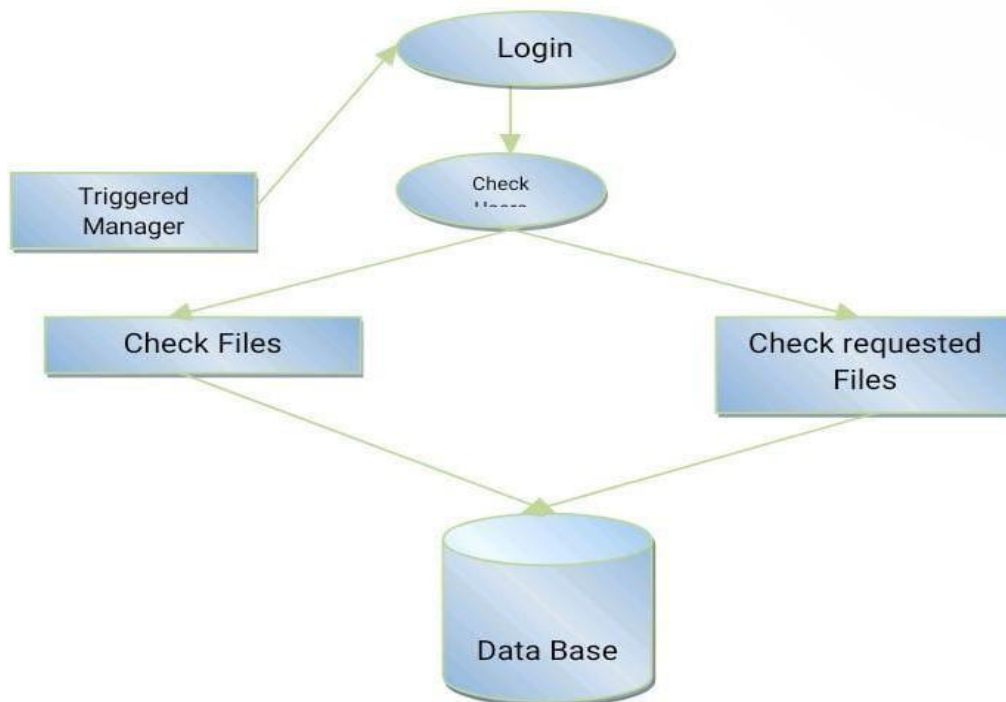 Login
Triggered
Manager
Check
Check Files
Check requested
Files
Data Base